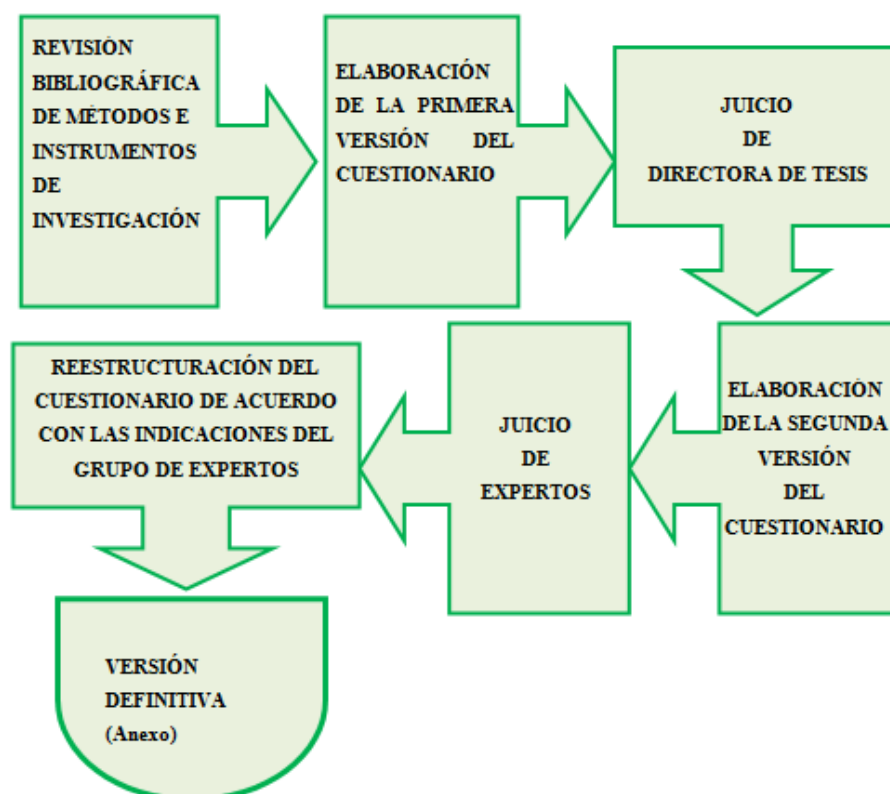 REVISIÓN
BIBLIOGRÁFICA
DE MÉTODOS E
INSTRUMENTOS
DE
INVESTIGACIÓN
ELABORACIÓN
DE LA PRIMERA
VERSIÓN DEL
CUESTIONARIO
JUICIO
DE
DIRECTORA DE TESIS
ELABORACIÓN
DE LA SEGUNDA
VERSIÓN
DEL
CUESTIONARIO
JUICIO
DE
EXPERTOS
REESTRUCTURACIÓN DEL
CUESTIONARIO DE ACUERDO
CON LAS INDICACIONES DEL
GRUPO DE EXPERTOS
VERSIÓN
DEFINITIVA
(Anexo)